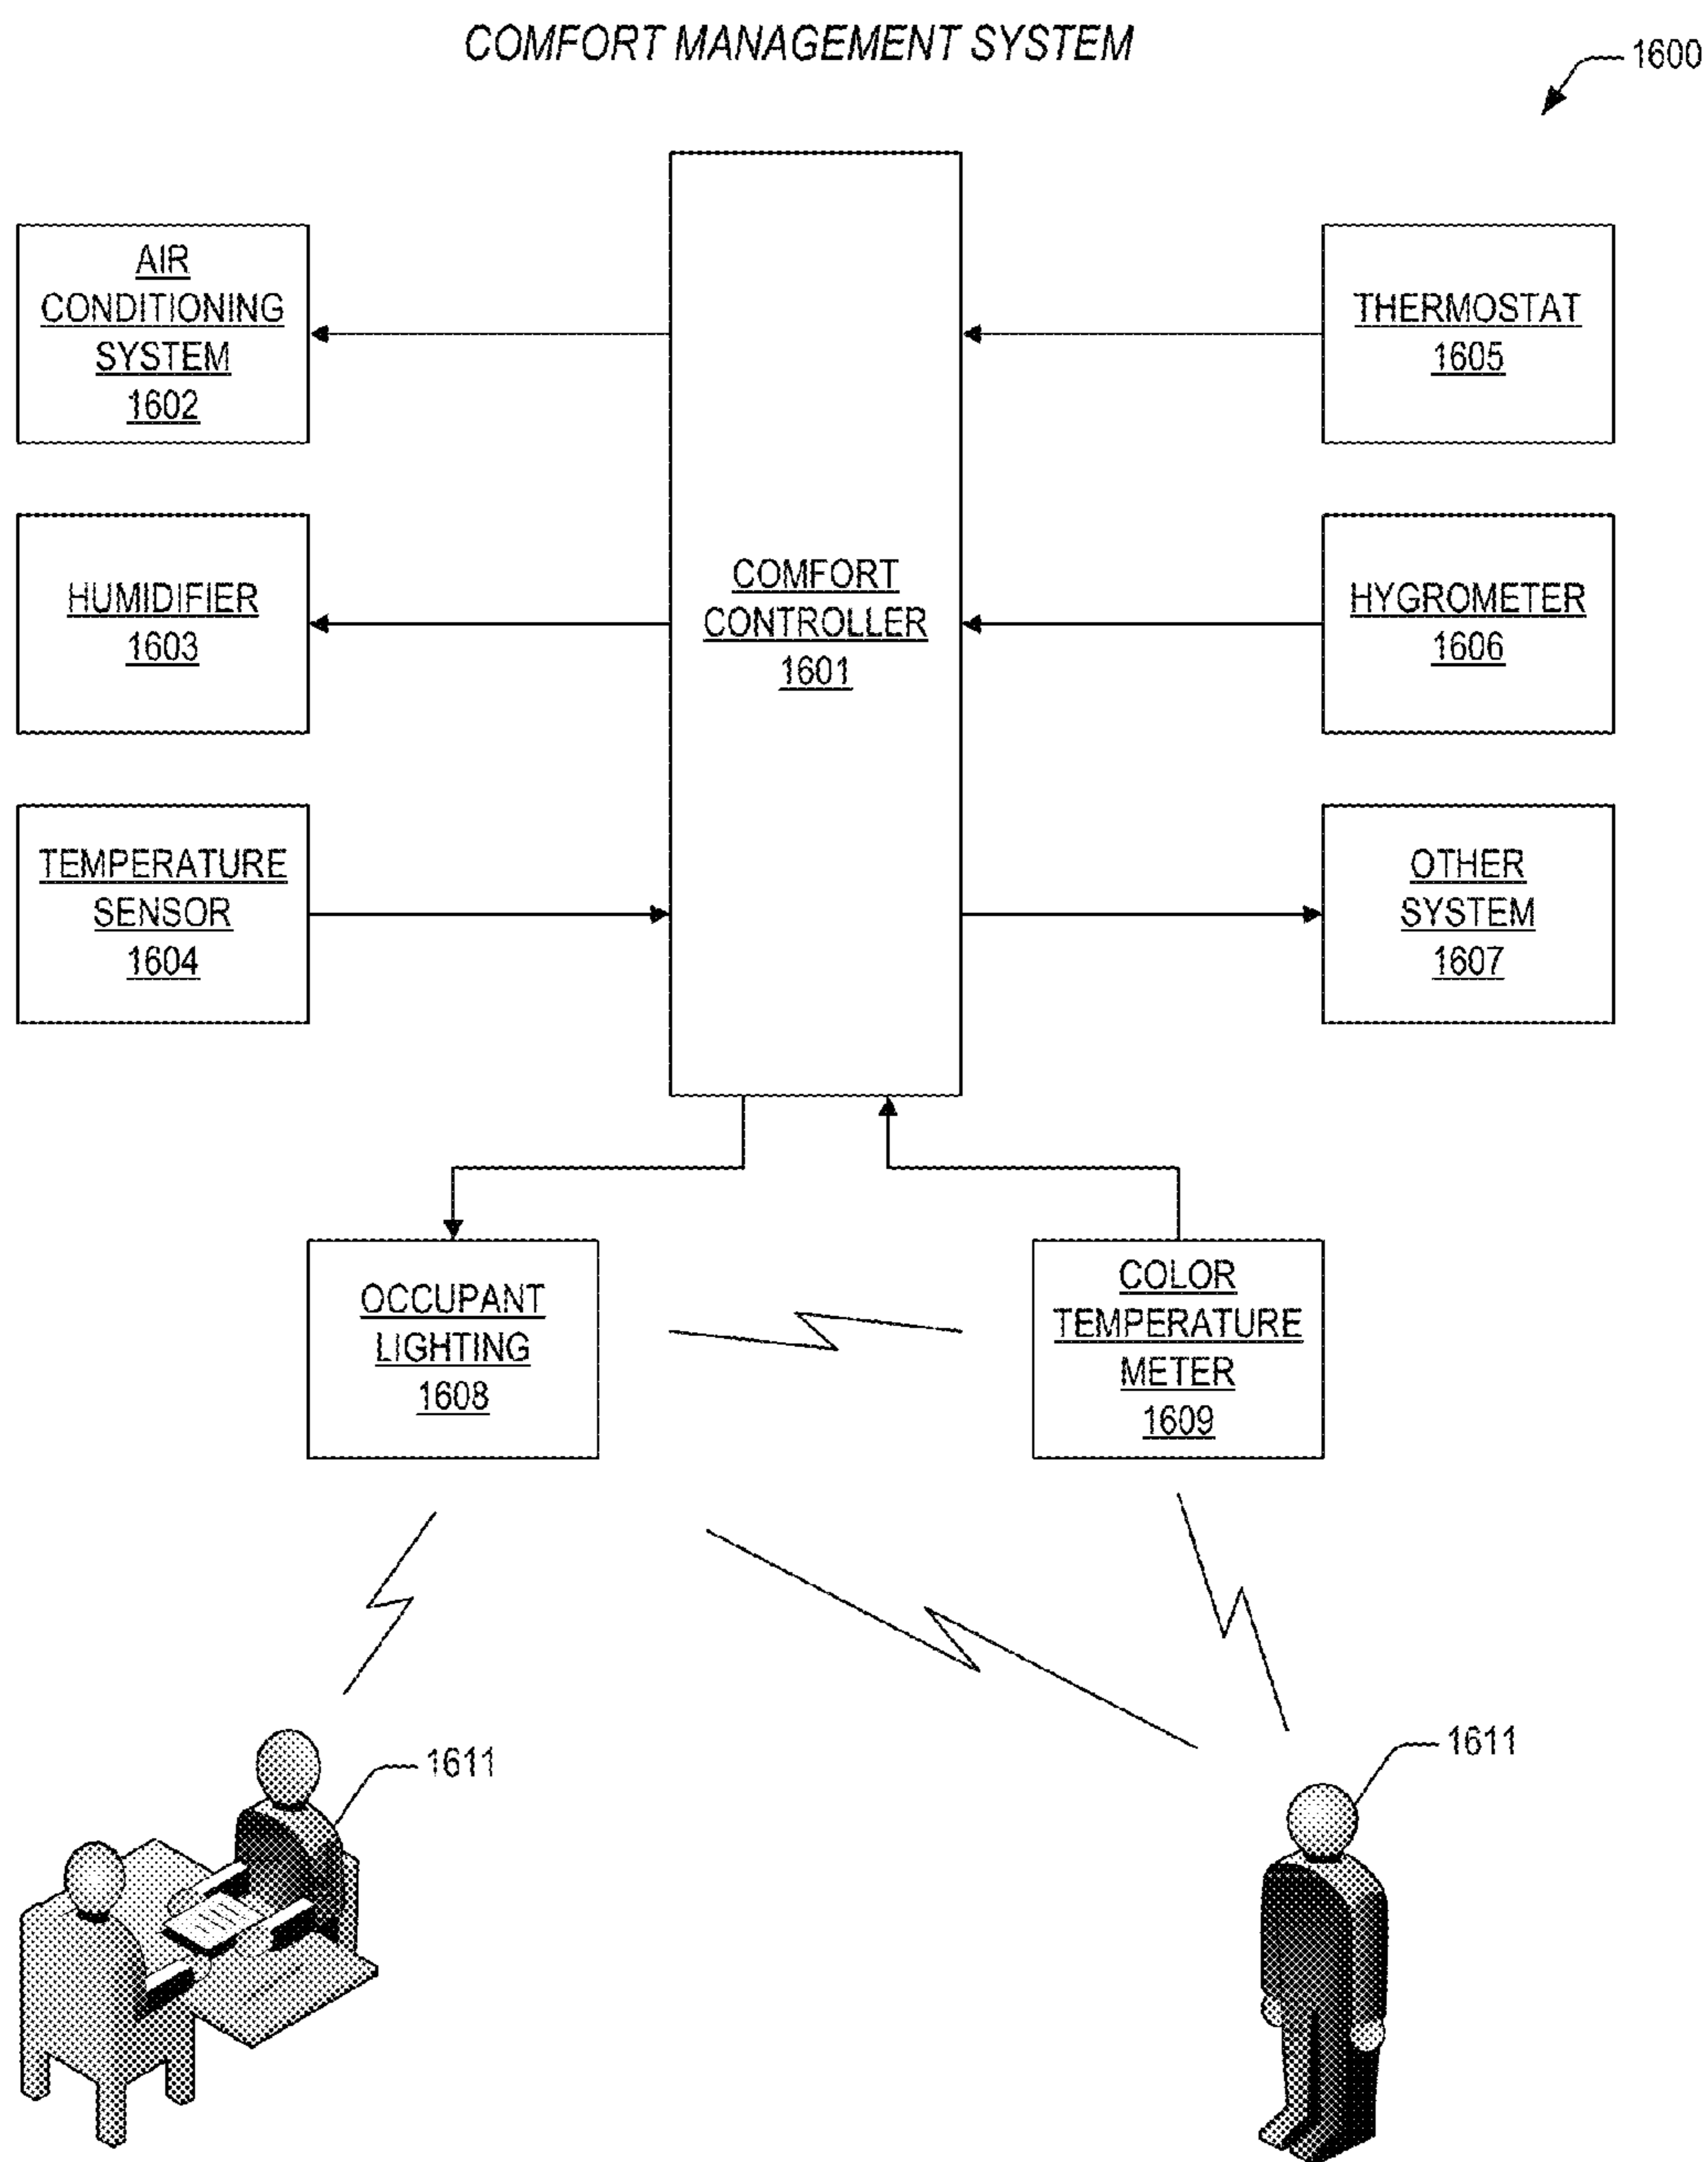 COMFORT MANAGEMENT SYSTEM
1600
AIR
CONDITIONING
SYSTEM
1602
THERMOSTAT
1605
HUMIDIFIER
1603
COMFORT
CONTROLLER
1601
HYGROMETER
1606
TEMPERATURE
SENSOR
1604
OTHER
SYSTEM
1607
OCCUPANT
LIGHTING
1608
COLOR
TEMPERATURE
METER
1609
1611
1611